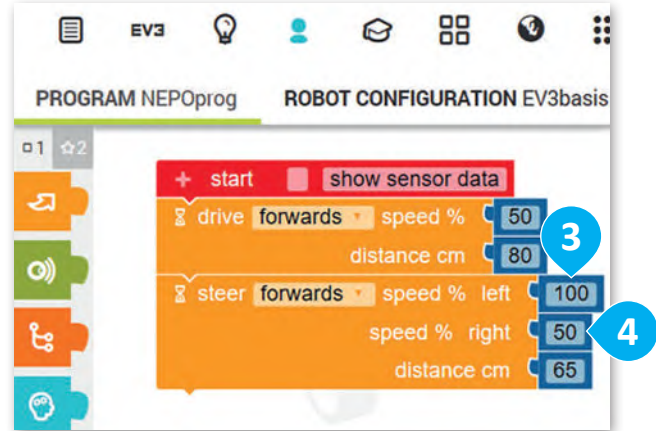 EV3
PROGRAM NEPOprog ROBOT CONFIGURATION EV3basis
1 2
+ start show sensor data
drive forwards speed % 50
distance cm 80
3
steer forwards speed % left 100
speed % right 50 4
distance cm 65